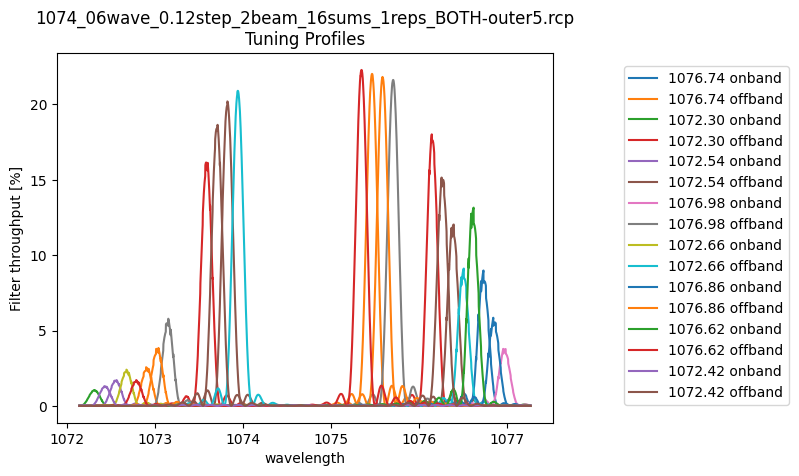 1074_06wave_0.12step_2beam_16sums_1reps_BOTH-outer5.rcp
Tuning Profiles
Filter throughput [%]
20
15
10
5
0
1072
1073
1074
1075
1076
1077
wavelength
1076.74 onband
1076.74 offband
1072.30 onband
1072.30 offband
1072.54 onband
1072.54 offband
1076.98 onband
1076.98 offband
1072.66 onband
1072.66 offband
1076.86 onband
1076.86 offband
1076.62 onband
1076.62 offband
1072.42 onband
1072.42 offband